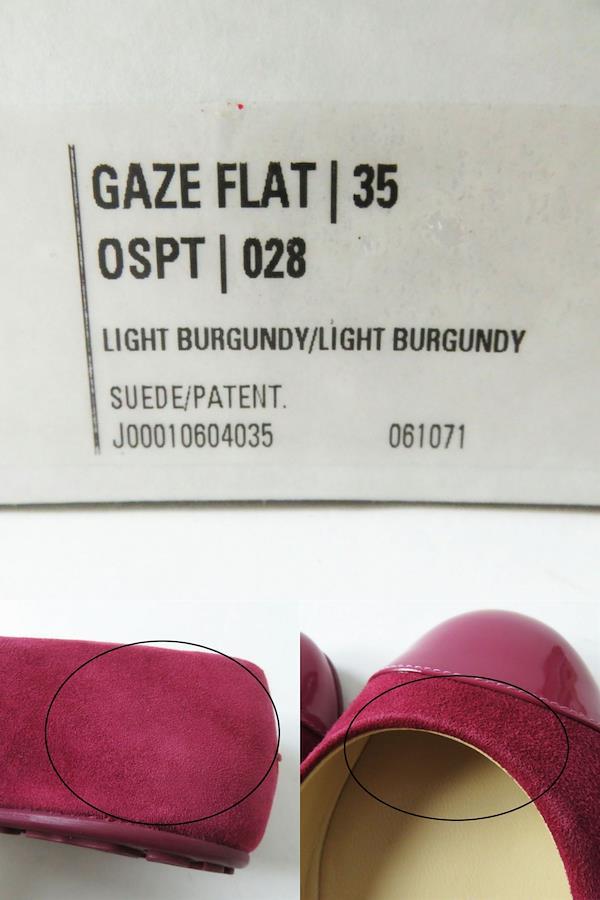 GAZE FLAT | 35
OSPT | 028
LIGHT BURGUNDY/LIGHT BURGUNDY
SUEDE/PATENT.
J00010604035 061071